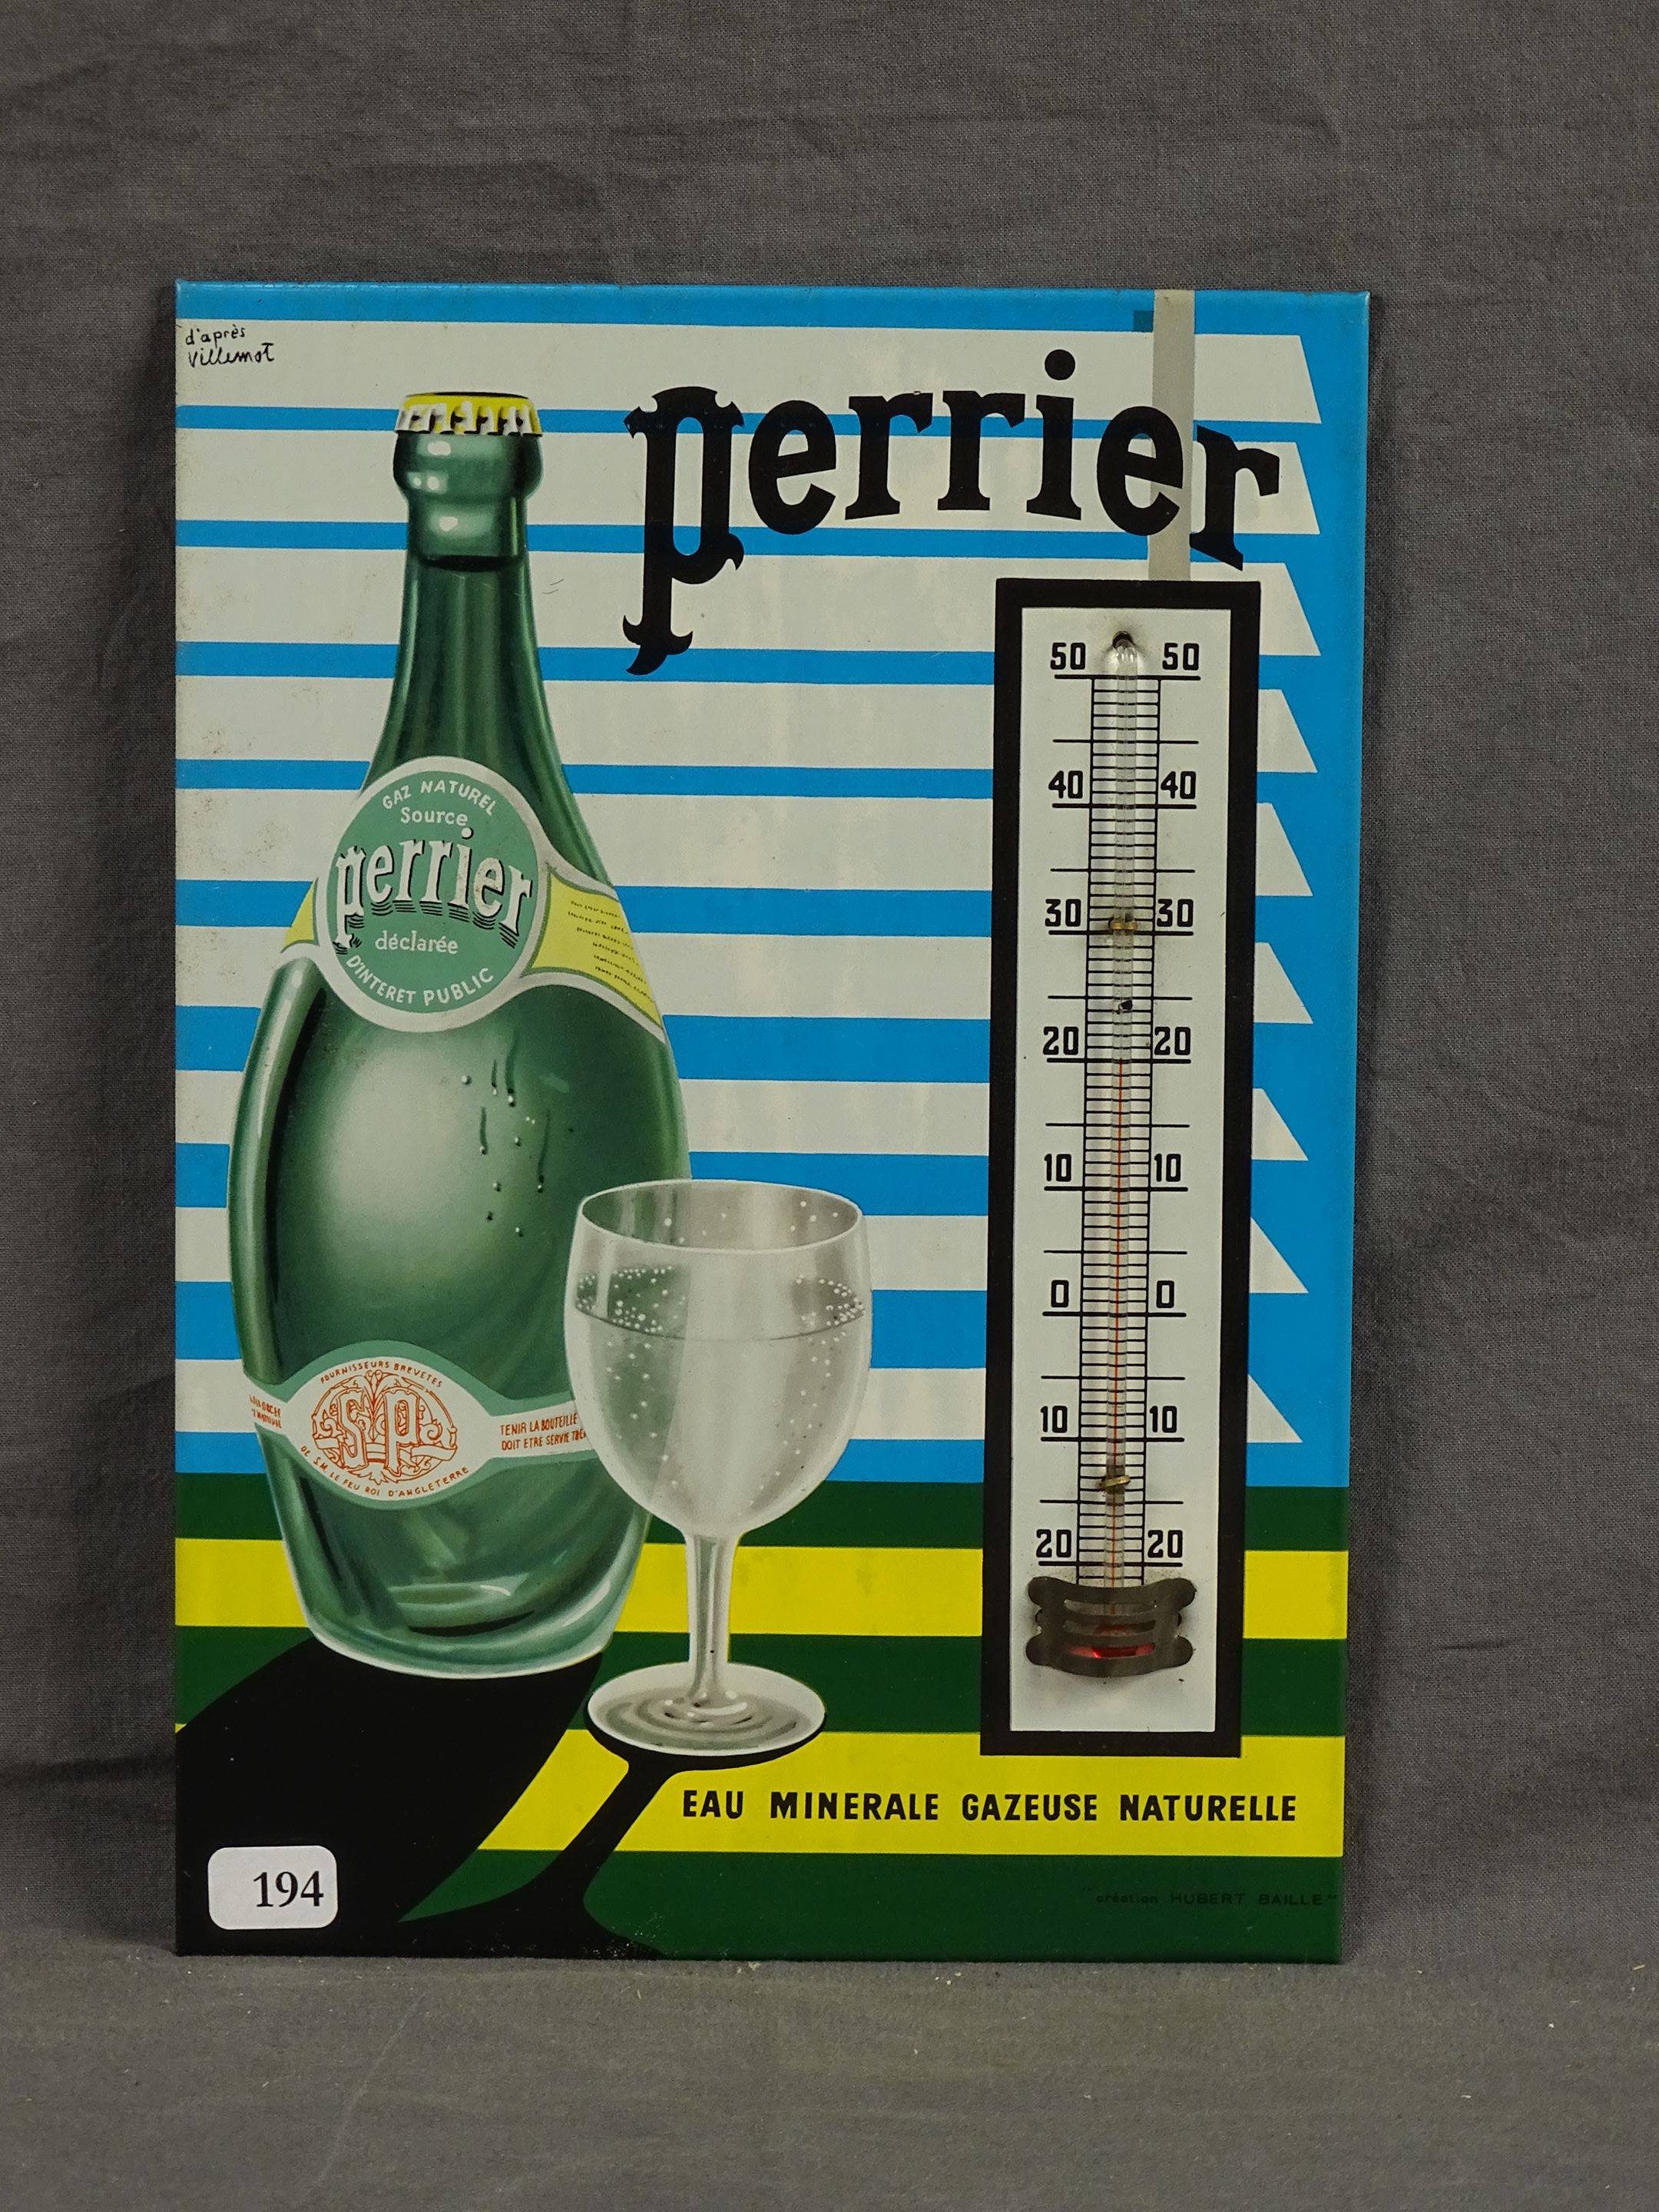 d'après
Villemot
perrier
GAZ NATUREL
Source
perrier
déclarée
D'INTERET PUBLIC
50 50
40 40
30 30
20 20
10 10
0 0
10 10
20 20
FOURNISSEURS BREVETES
SP
DE S.M. LE FEU ROI D'ANGLETERRE
TENIR LA BOUTEILLE
DOIT ETRE SERVIE
EAU MINERALE GAZEUSE NATURELLE
194
"création HUBERT BAILLE"